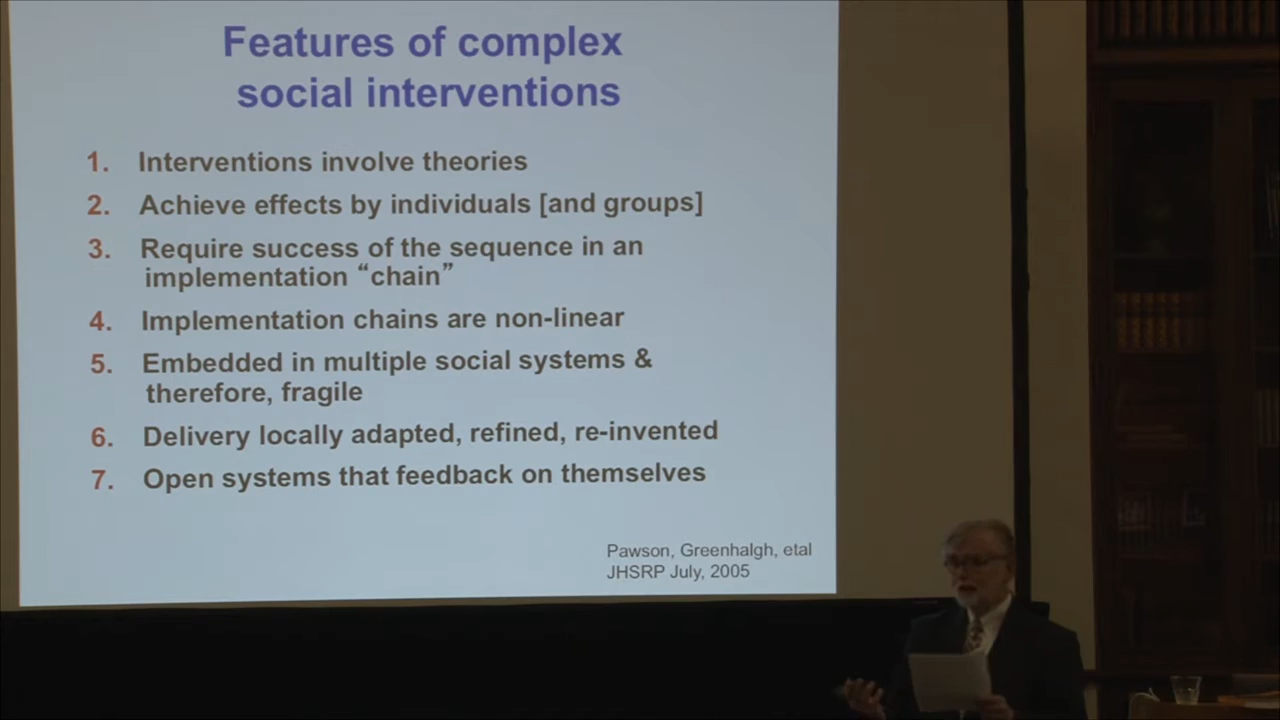 Features of complex
social interventions
1. Interventions involve theories
2. Achieve effects by individuals [and groups]
3. Require success of the sequence in an
implementation “chain”
4. Implementation chains are non-linear
5. Embedded in multiple social systems &
therefore, fragile
6. Delivery locally adapted, refined, re-invented
7. Open systems that feedback on themselves
Pawson, Greenhalgh, etal
JHSRP July, 2005